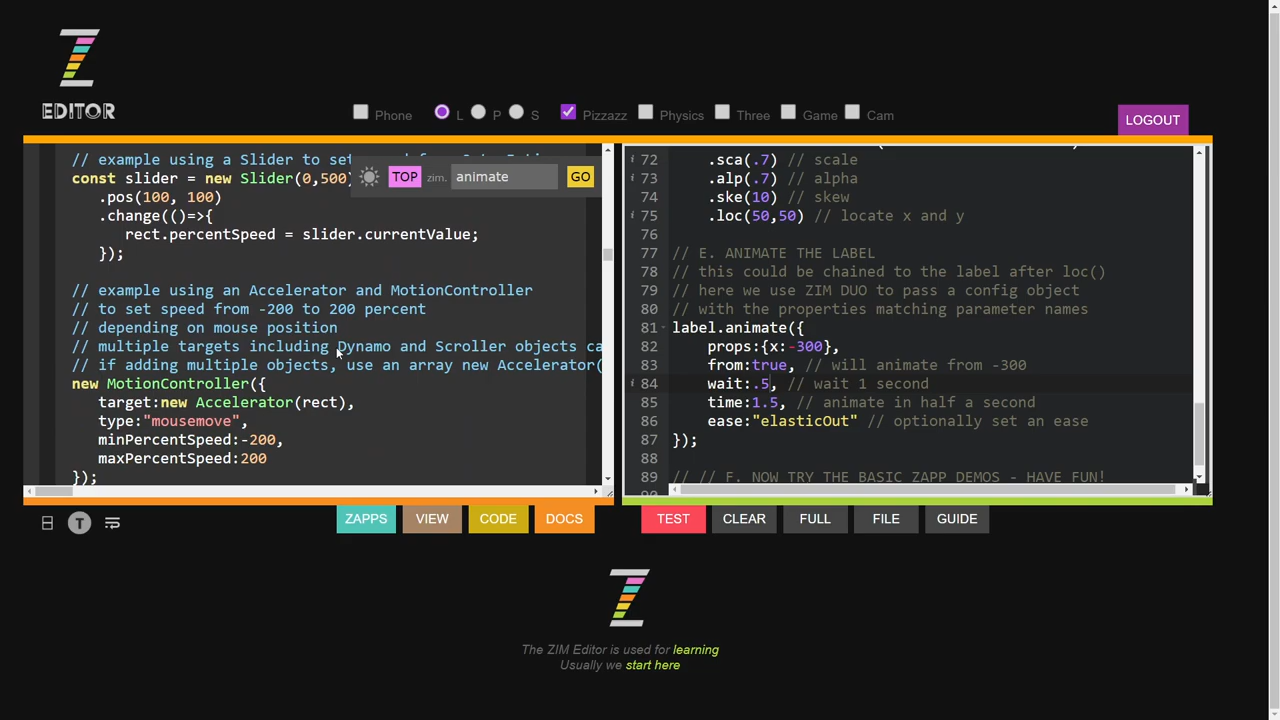 EDITOR
Phone L P S Pizzazz Physics Three Game Cam
LOGOUT
// example using a Slider to set
const slider = new Slider(0,500)
.pos(100, 100)
.change(()=>{
rect.percentSpeed = slider.currentValue;
});
// example using an Accelerator and MotionController
// to set speed from -200 to 200 percent
// depending on mouse position
// multiple targets including Dynamo and Scroller objects ca
// if adding multiple objects, use an array new Accelerator(
new MotionController({
target:new Accelerator(rect),
type:"mousemove",
minPercentSpeed:-200,
maxPercentSpeed:200
});
TOP zim. animate GO
72 .sca(.7) // scale
73 .alp(.7) // alpha
74 .ske(10) // skew
75 .loc(50,50) // locate x and y
76
77 // E. ANIMATE THE LABEL
78 // this could be chained to the label after loc()
79 // here we use ZIM DUO to pass a config object
80 // with the properties matching parameter names
81 label.animate({
82 props:{x:-300},
83 from:true, // will animate from -300
84 wait:.5, // wait 1 second
85 time:1.5, // animate in half a second
86 ease:"elasticOut" // optionally set an ease
87 });
88
89 // // F. NOW TRY THE BASIC ZAPP DEMOS - HAVE FUN!
T
ZAPPS VIEW CODE DOCS
TEST CLEAR FULL FILE GUIDE
The ZIM Editor is used for learning
Usually we start here